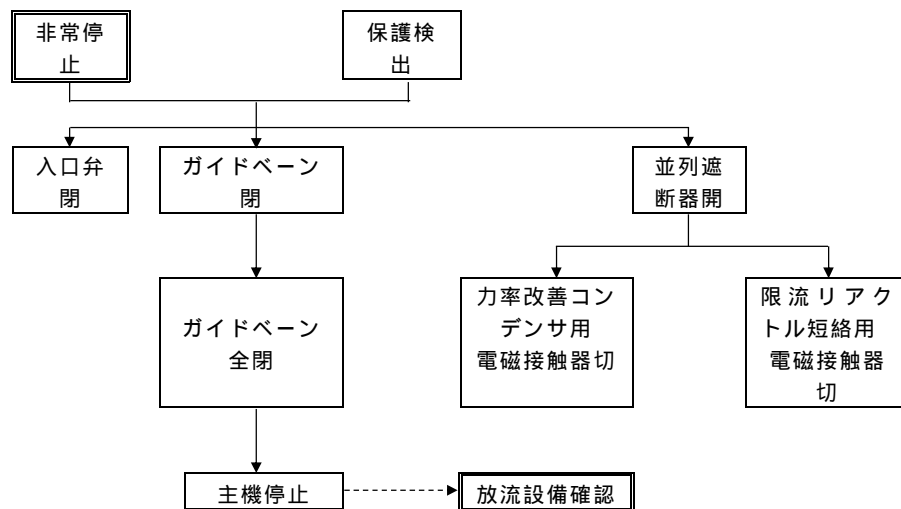 非常停
止
保護検
出
入口弁
閉
ガイドベーン
閉
並列遮
断器開
ガイドベーン
全閉
力率改善コン
デンサ用
電磁接触器切
限流リアク
トル短絡用
電磁接触器
切
主機停止
放流設備確認